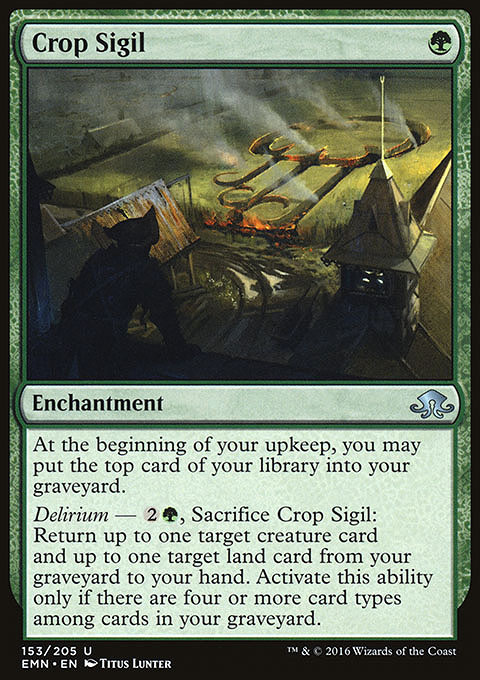 Crop Sigil
Enchantment
At the beginning of your upkeep, you may
put the top card of your library into your
graveyard.
Delirium — 2, Sacrifice Crop Sigil:
Return up to one target creature card
and up to one target land card from your
graveyard to your hand. Activate this ability
only if there are four or more card types
among cards in your graveyard.
153/205 U
EMN • EN Titus Lunter
™ & © 2016 Wizards of the Coast